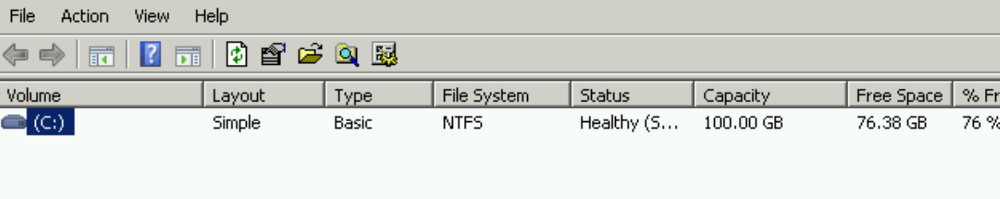 File Action View Help
?
Volume Layout Type File System Status Capacity Free Space % Fr
(C:) Simple Basic NTFS Healthy (S... 100.00 GB 76.38 GB 76 %